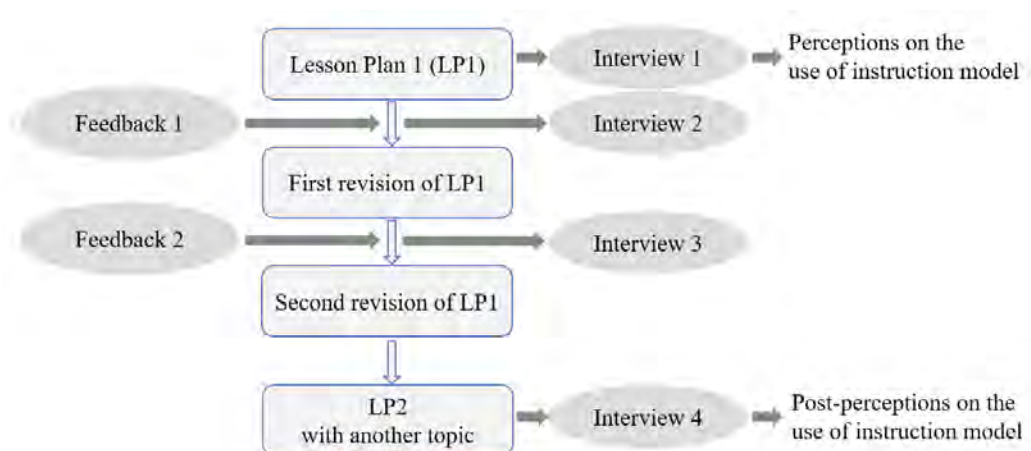 Lesson Plan 1 (LP1)
Interview 1
Perceptions on the
use of instruction model
Feedback 1
Interview 2
First revision of LP1
Feedback 2
Interview 3
Second revision of LP1
LP2
with another topic
Interview 4
Post-perceptions on the
use of instruction model